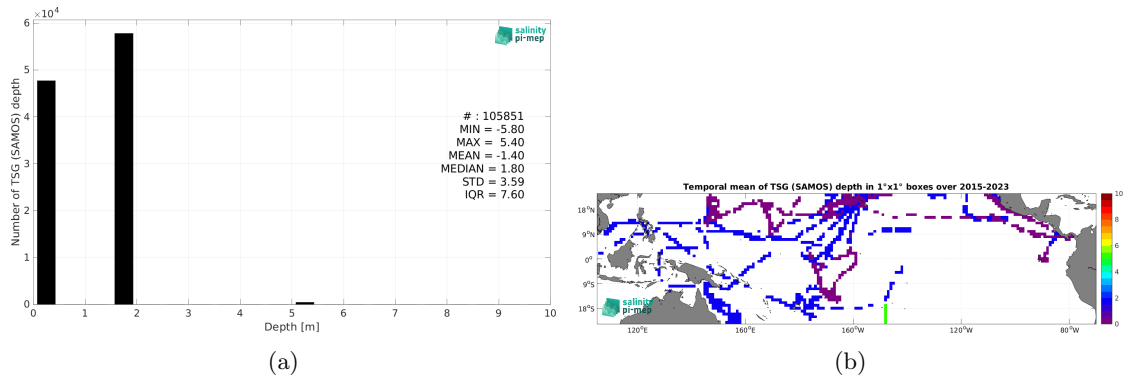 ×10⁴
6
5
4
3
2
1
0
Number of TSG (SAMOS) depth
0 1 2 3 4 5 6 7 8 9 10
Depth [m]
salinity
pi-mep
# : 105851
MIN = -5.80
MAX = 5.40
MEAN = -1.40
MEDIAN = 1.80
STD = 3.59
IQR = 7.60
(a)
Temporal mean of TSG (SAMOS) depth in 1°x1° boxes over 2015-2023
18°N
9°N
0°
9°S
18°S
120°E 160°E 160°W 120°W 80°W
salinity
pi-mep
10
8
6
4
2
0
(b)